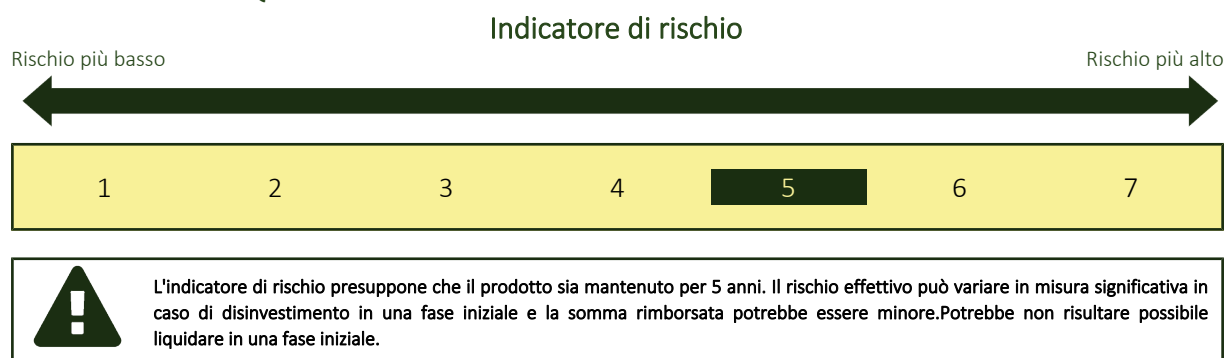 Indicatore di rischio
Rischio più basso
Rischio più alto
1 2 3 4 5 6 7
L'indicatore di rischio presuppone che il prodotto sia mantenuto per 5 anni. Il rischio effettivo può variare in misura significativa in
caso di disinvestimento in una fase iniziale e la somma rimborsata potrebbe essere minore.Potrebbe non risultare possibile
liquidare in una fase iniziale.